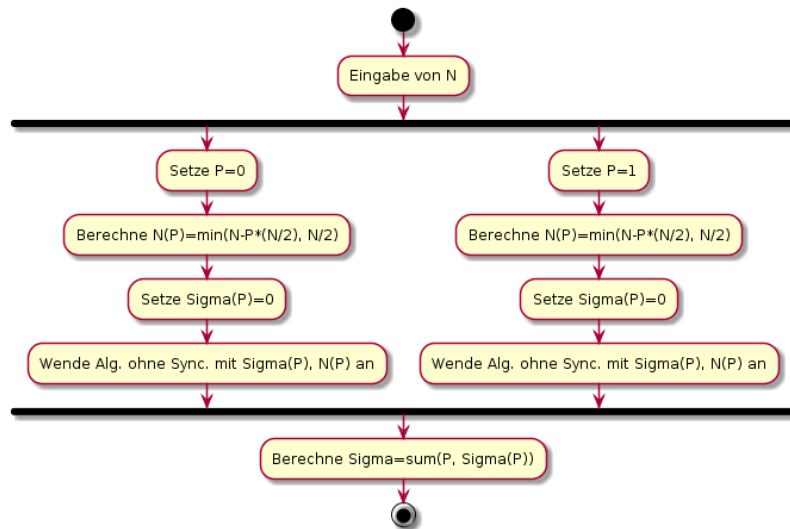 Eingabe von N
Setze P=0
Setze P=1
Berechne N(P)=min(N-P*(N/2), N/2)
Berechne N(P)=min(N-P*(N/2), N/2)
Setze Sigma(P)=0
Setze Sigma(P)=0
Wende Alg. ohne Sync. mit Sigma(P), N(P) an
Wende Alg. ohne Sync. mit Sigma(P), N(P) an
Berechne Sigma=sum(P, Sigma(P))